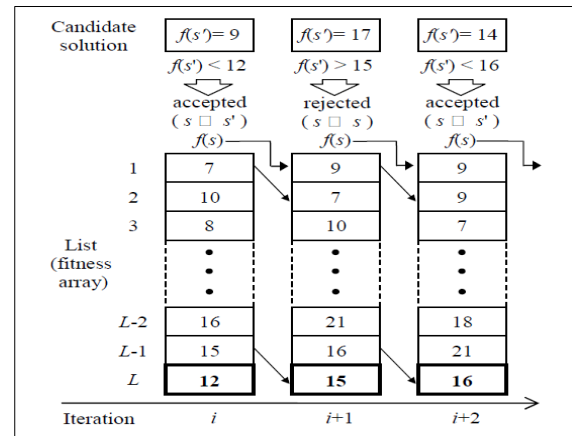 Candidate solution
f(s')= 9 f(s')= 17 f(s')= 14
f(s') < 12 f(s') > 15 f(s') < 16
accepted rejected accepted
( s □ s' ) ( s □ s ) ( s □ s' )
f(s) f(s) f(s)
1 7 9 9
2 10 7 9
3 8 10 7
List (fitness array)
L-2 16 21 18
L-1 15 16 21
L 12 15 16
Iteration i i+1 i+2